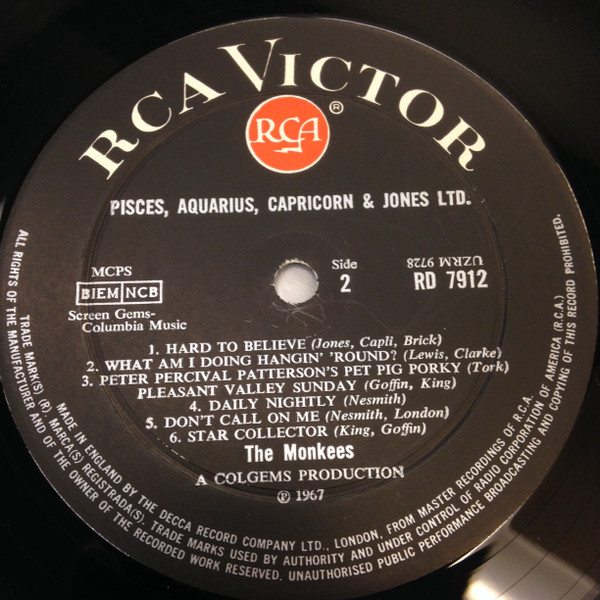 RCA VICTOR
RCA
®
PISCES, AQUARIUS, CAPRICORN & JONES LTD.
MCPS
BIEM NCB
Screen Gems-
Columbia Music
Side
2
UZRM 9728
RD 7912
1. HARD TO BELIEVE (Jones, Capli, Brick)
2. WHAT AM I DOING HANGIN' 'ROUND? (Lewis, Clarke)
3. PETER PERCIVAL PATTERSON'S PET PIG PORKY (Tork)
PLEASANT VALLEY SUNDAY (Goffin, King)
4. DAILY NIGHTLY (Nesmith)
5. DON'T CALL ON ME (Nesmith, London)
6. STAR COLLECTOR (King, Goffin)
The Monkees
A COLGEMS PRODUCTION
℗ 1967
TRADE MARK(S) (R). MARCA(S) REGISTRADA(S). TRADE MARKS USED BY AUTHORITY AND UNDER CONTROL OF RADIO CORPORATION OF AMERICA (R.C.A.)
MADE IN ENGLAND BY THE DECCA RECORD COMPANY LTD., LONDON, FROM MASTER RECORDINGS OF R.C.A.
ALL RIGHTS OF THE MANUFACTURER AND OF THE OWNER OF THE RECORDED WORK RESERVED. UNAUTHORISED PUBLIC PERFORMANCE BROADCASTING AND COPYING OF THIS RECORD PROHIBITED.